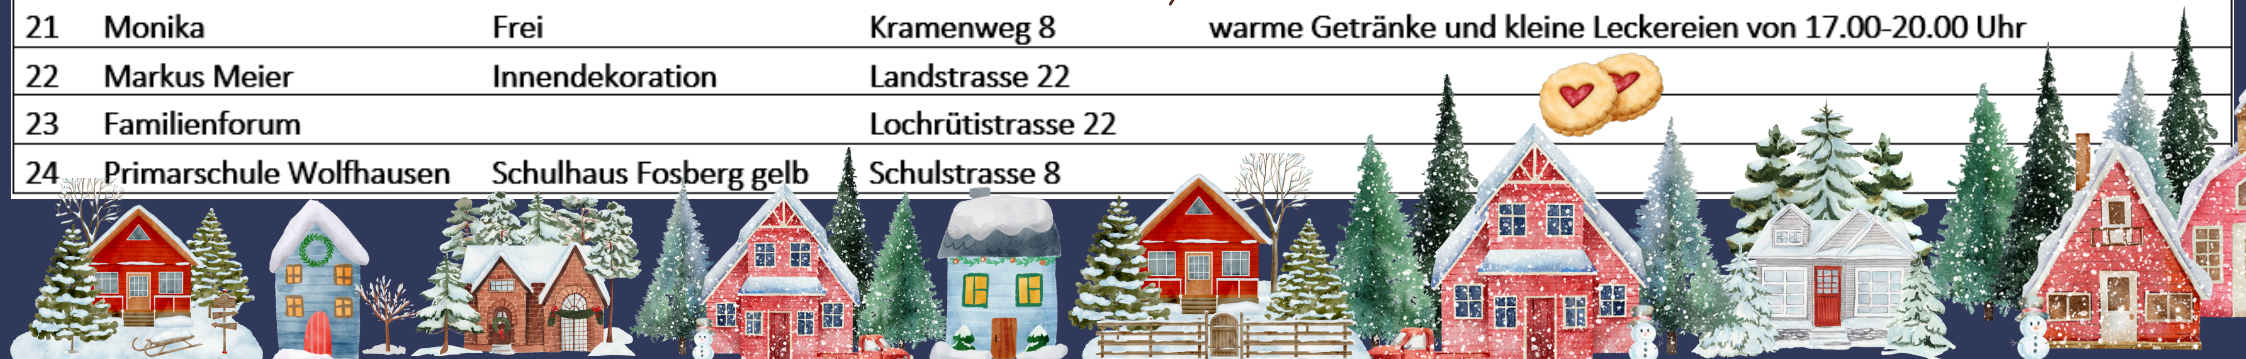 21 Monika Frei Kramenweg 8 warme Getränke und kleine Leckereien von 17.00-20.00 Uhr
22 Markus Meier Innendekoration Landstrasse 22
23 Familienforum Lochrütistrasse 22
24 Primarschule Wolfhausen Schulhaus Fosberg gelb Schulstrasse 8